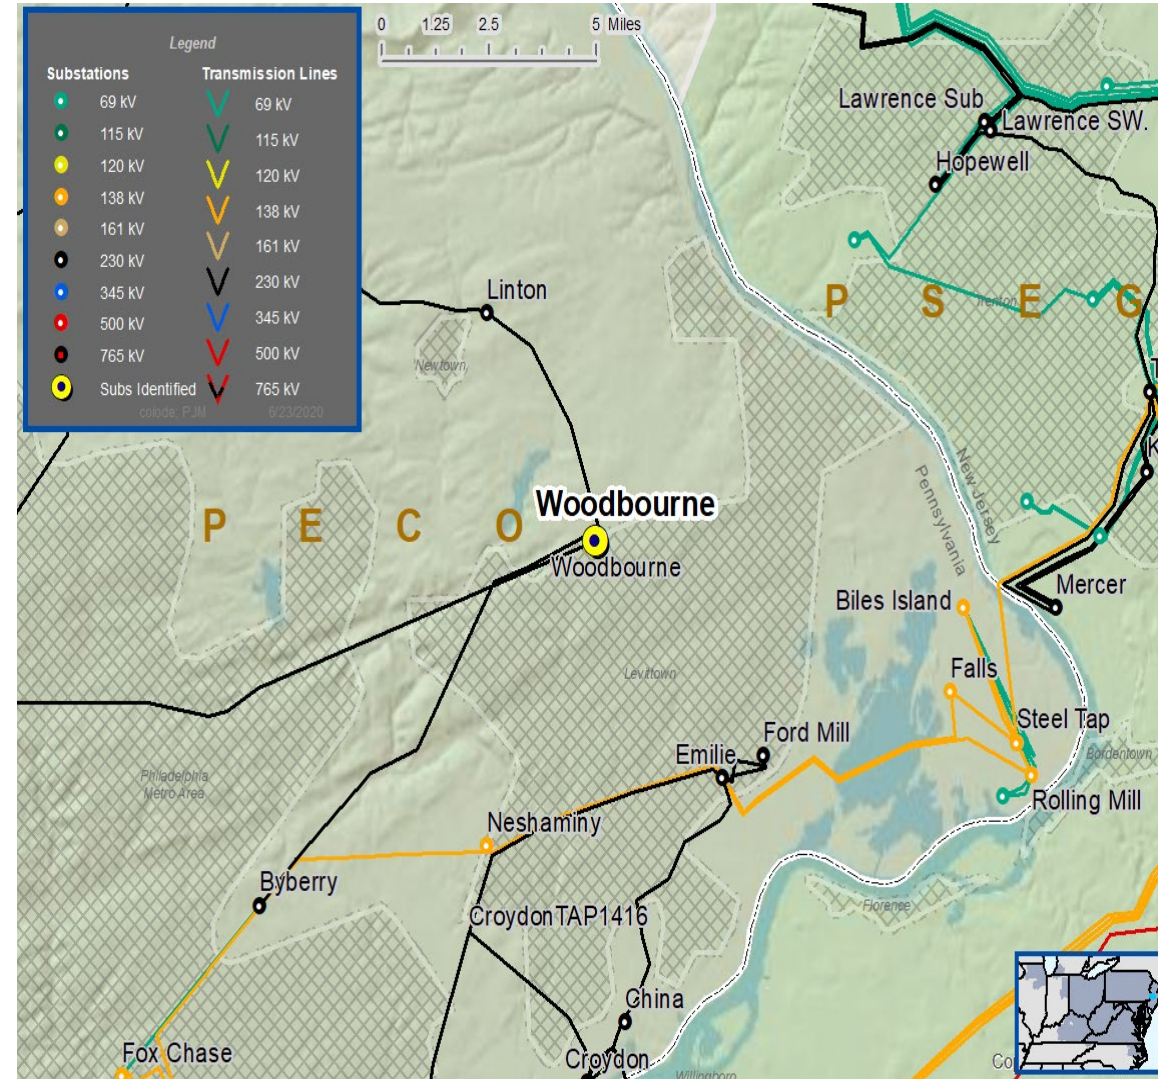 Legend
Substations
Transmission Lines
69 kV
69 kV
115 kV
115 kV
120 kV
120 kV
138 kV
138 kV
161 kV
161 kV
230 kV
230 kV
345 kV
345 kV
500 kV
500 kV
765 kV
765 kV
Subs Identified
6/23/2020
0 1.25 2.5 5 Miles
Lawrence Sub
Lawrence SW.
Hopewell
P S E G
Trenton
Linton
Newtown
P E C O
Woodbourne
Woodbourne
New Jersey
Pennsylvania
Mercer
Biles Island
Levittown
Falls
Steel Tap
Ford Mill
Emilie
Bordentown
Rolling Mill
Philadelphia
Metro Area
Neshaminy
Byberry
Florence
CroydonTAP1416
China
Fox Chase
Croydon
Willingboro